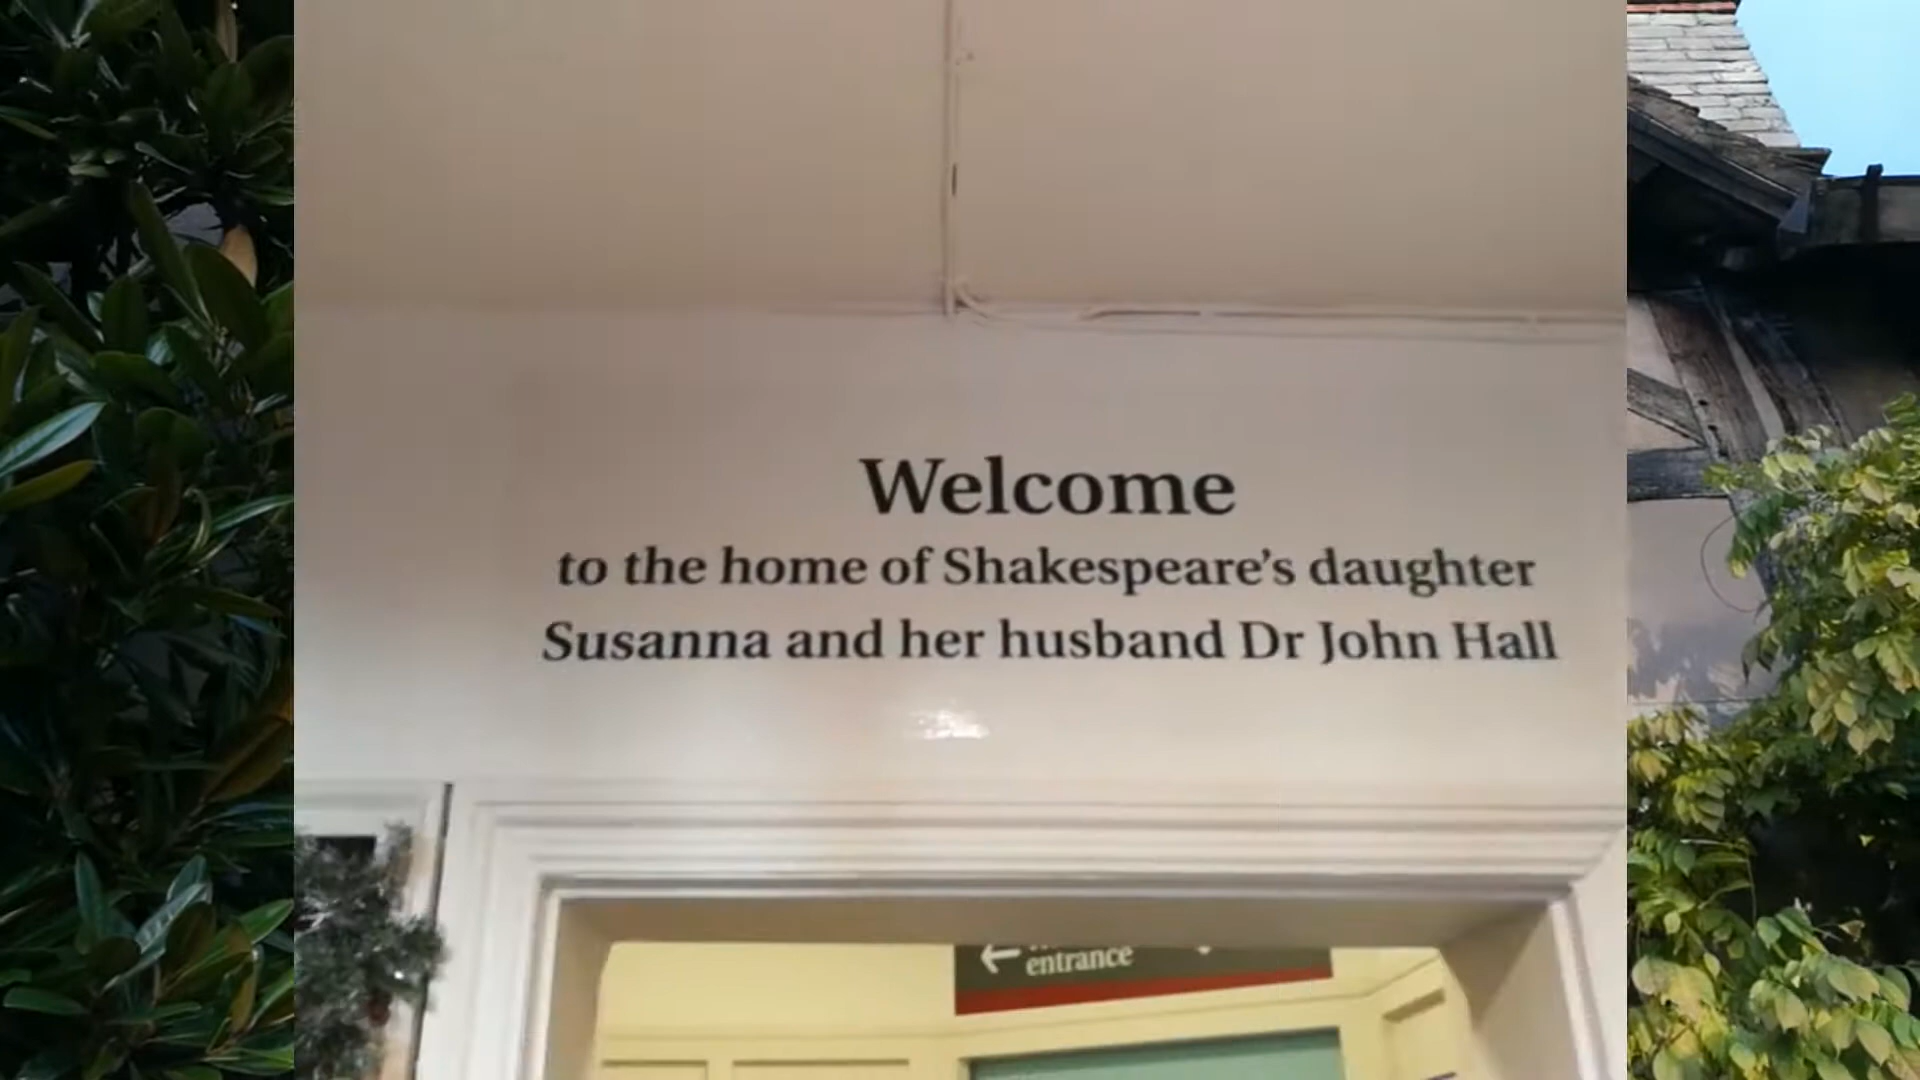 Welcome
to the home of Shakespeare's daughter
Susanna and her husband Dr John Hall
entrance